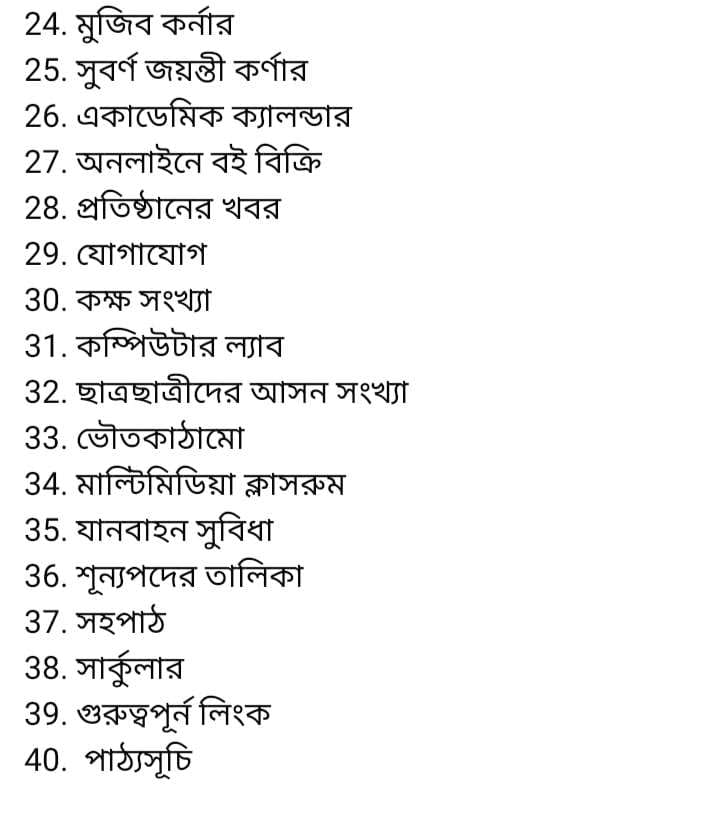 24. মুজিব কর্নার
25. সুবর্ণ জয়ন্তী কর্ণার
26. একাডেমিক ক্যালন্ডার
27. অনলাইনে বই বিক্রি
28. প্রতিষ্ঠানের খবর
29. যোগাযোগ
30. কক্ষ সংখ্যা
31. কম্পিউটার ল্যাব
32. ছাত্রছাত্রীদের আসন সংখ্যা
33. ভৌতকাঠামো
34. মাল্টিমিডিয়া ক্লাসরুম
35. যানবাহন সুবিধা
36. শূন্যপদের তালিকা
37. সহপাঠ
38. সার্কুলার
39. গুরুত্বপূর্ন লিংক
40. পাঠ্যসূচি